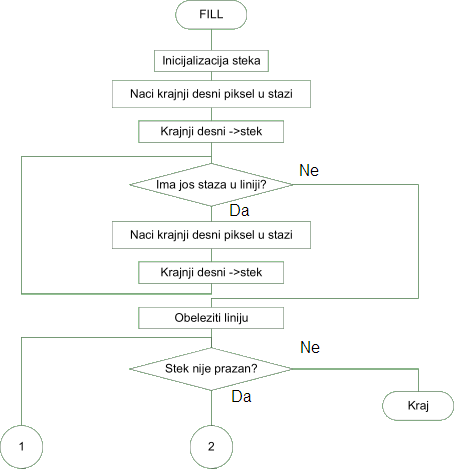 FILL
Inicijalizacija steka
Naci krajnji desni piksel u stazi
Krajnji desni ->stek
Ne
Ima jos staza u liniji?
Da
Naci krajnji desni piksel u stazi
Krajnji desni ->stek
Obeleziti liniju
Ne
Stek nije prazan?
Da
Kraj
1
2